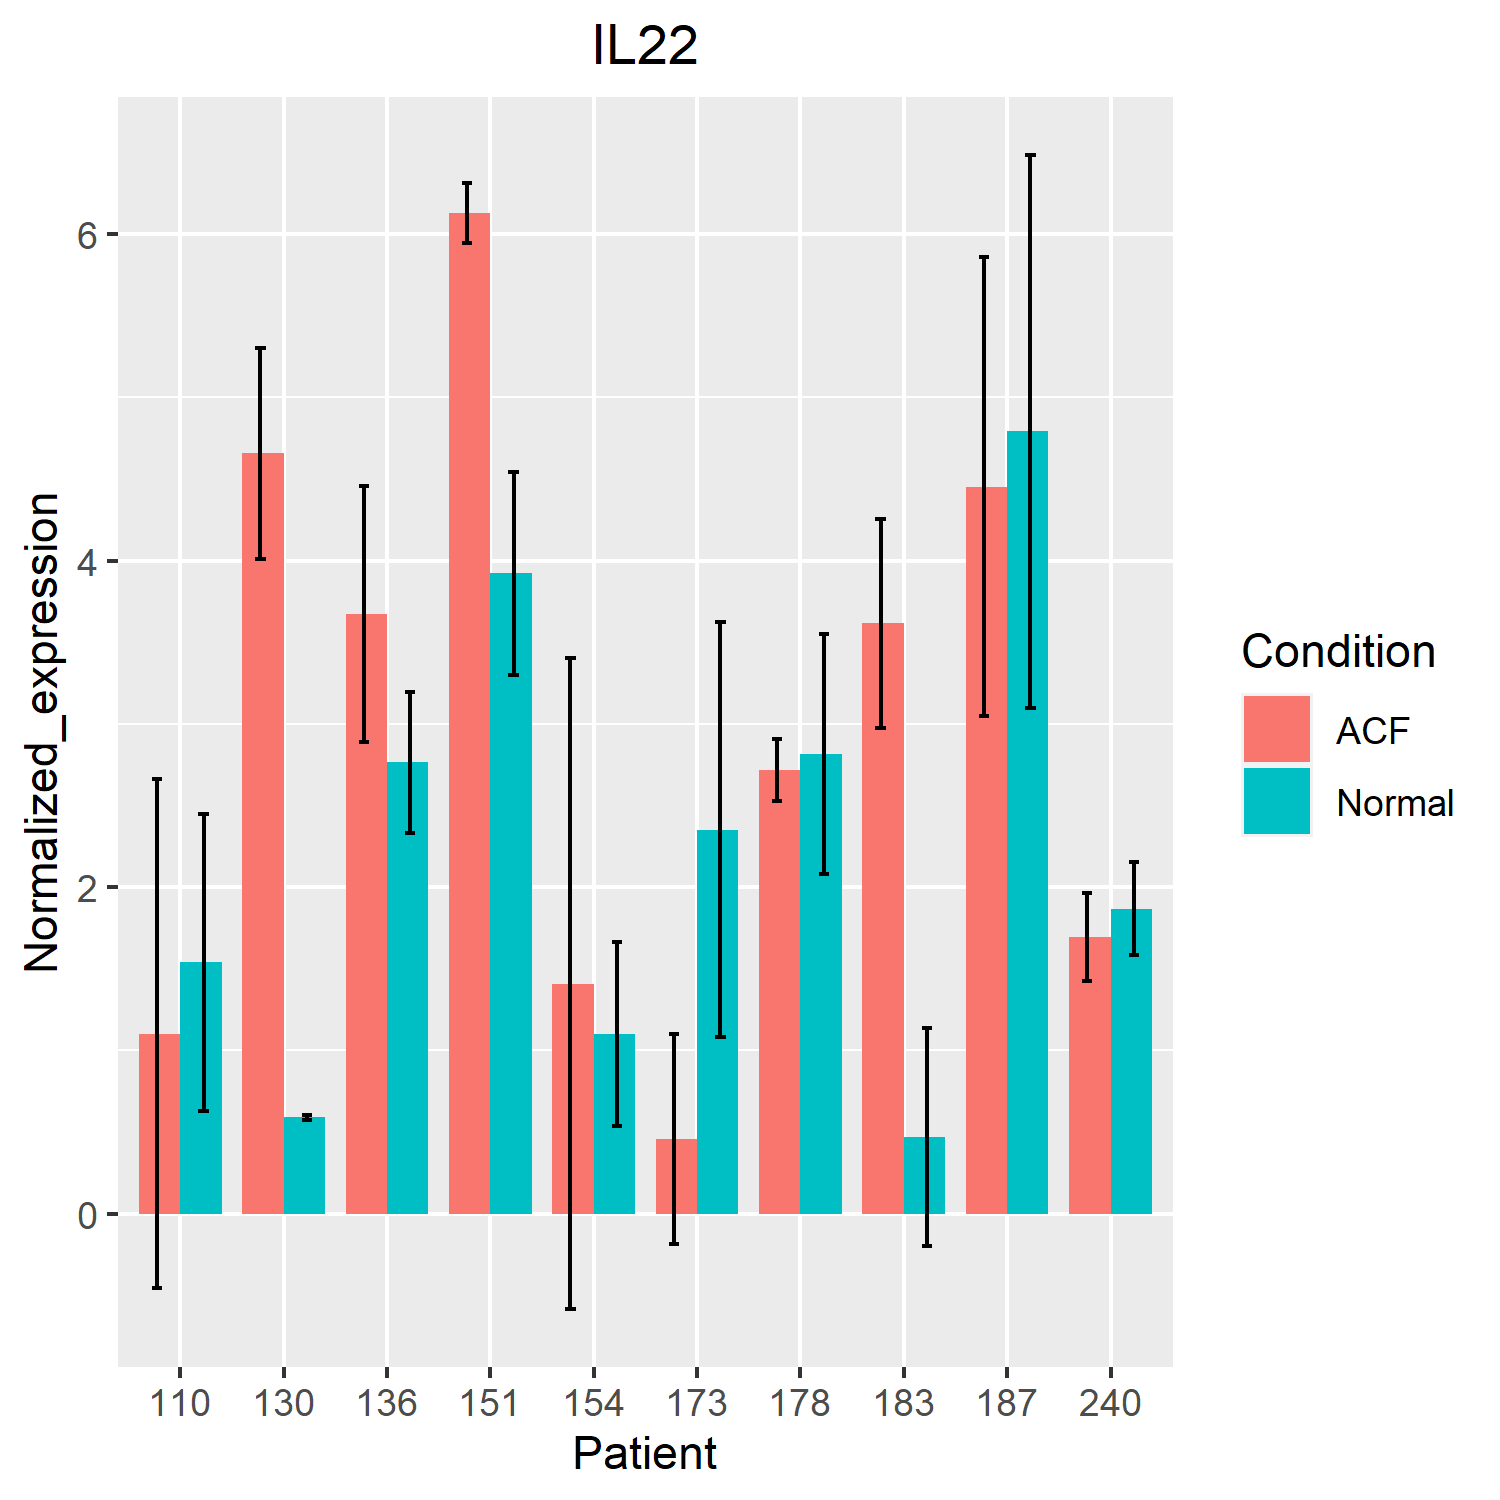 IL22
Normalized_expression
6
4
2
0
110 130 136 151 154 173 178 183 187 240
Patient
Condition
ACF
Normal